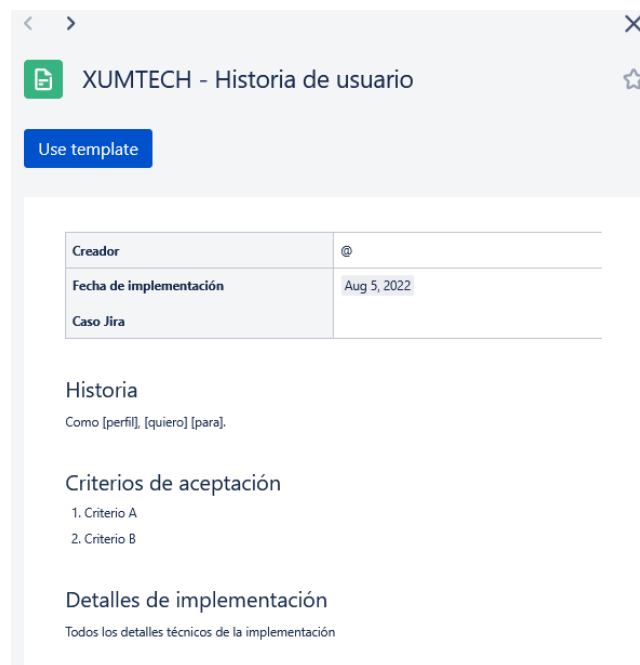 XUMTECH - Historia de usuario
Use template
Creador @
Fecha de implementación Aug 5, 2022
Caso Jira
Historia
Como [perfil], [quiero] [para].
Criterios de aceptación
1. Criterio A
2. Criterio B
Detalles de implementación
Todos los detalles técnicos de la implementación